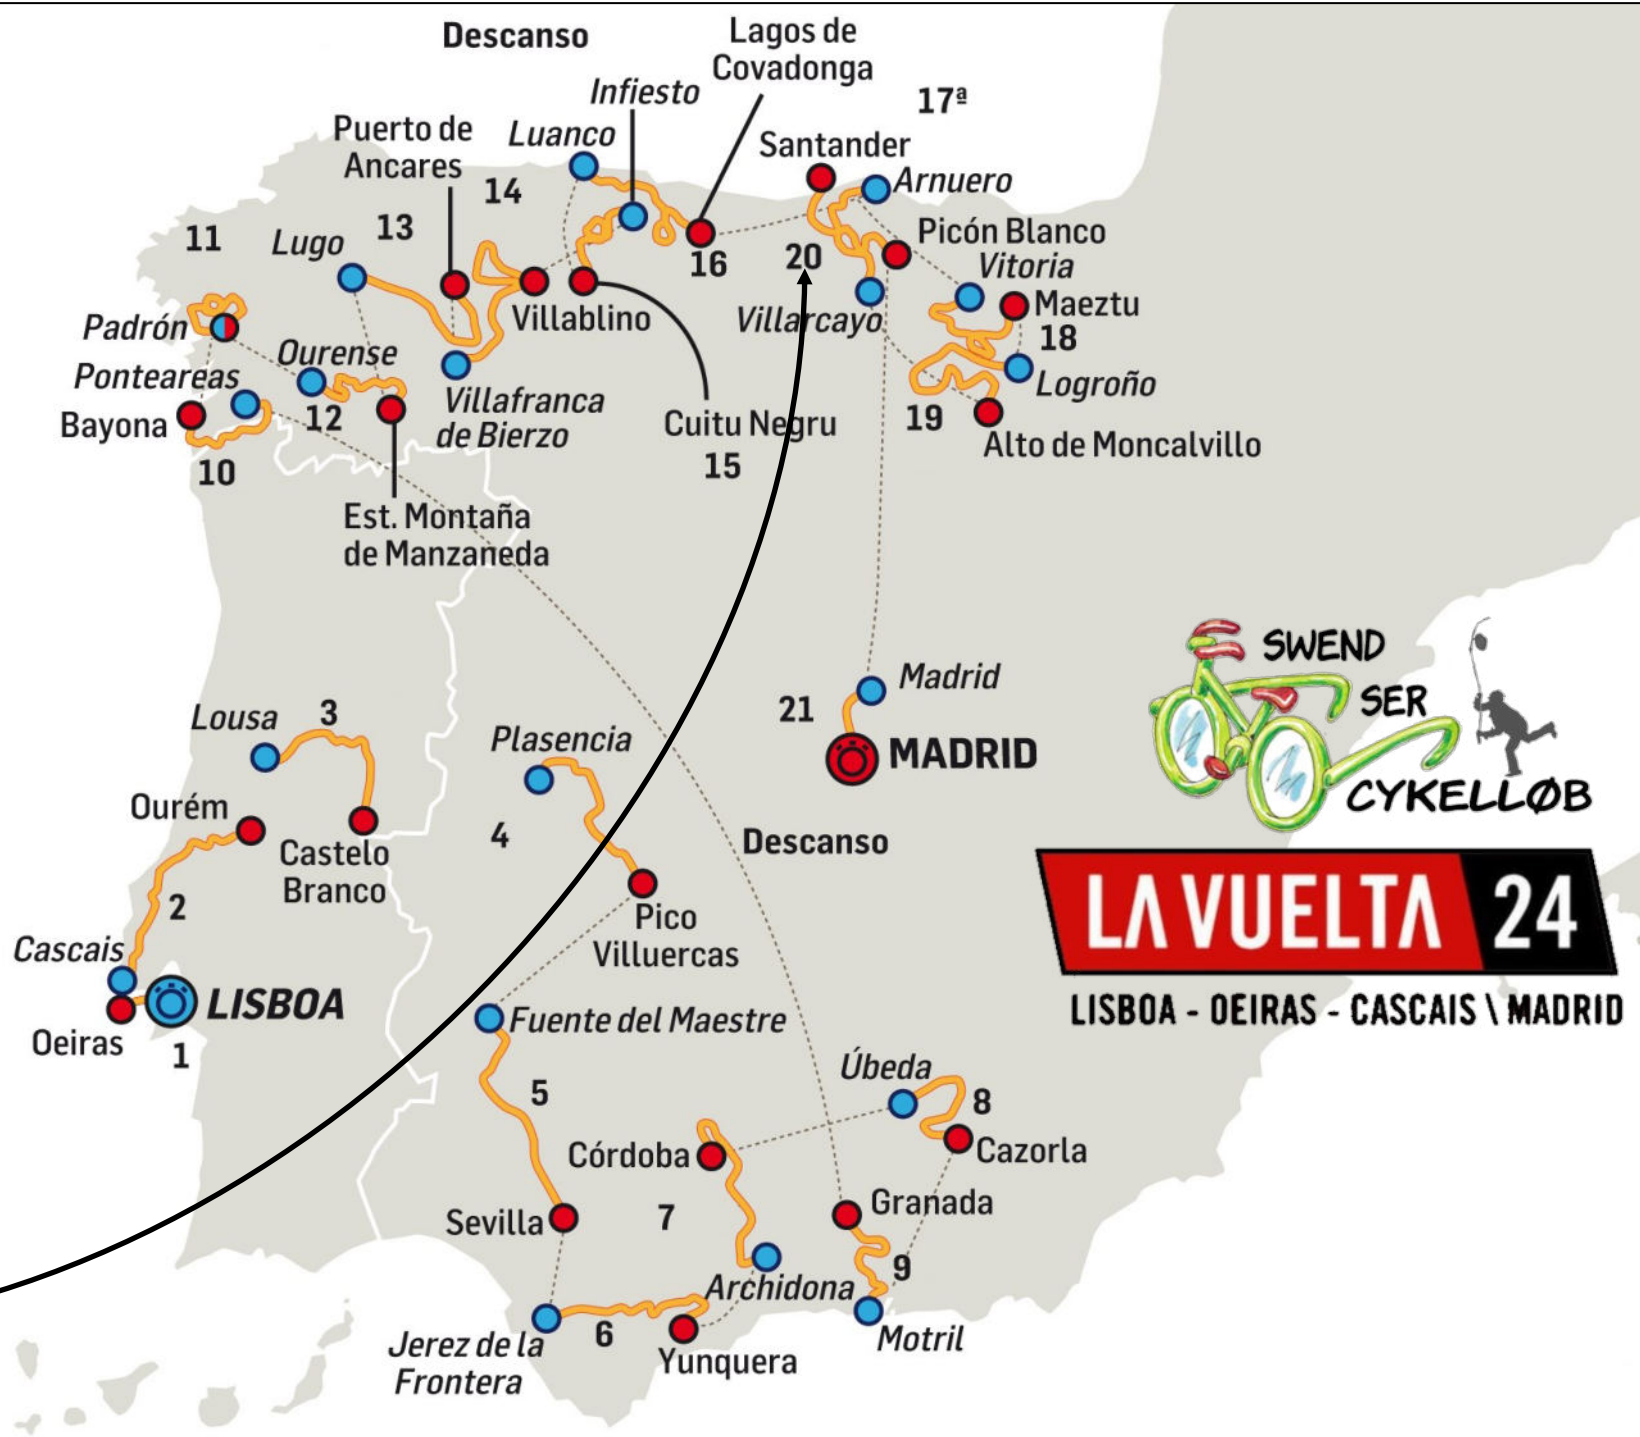 Descanso
Lagos de
Covadonga
Infiesto
17ª
Puerto de
Ancares
Luanco
Santander
14
Arnuero
13
11
Lugo
Picón Blanco
16
20
Vitoria
Maeztu
Padrón
Villablino
Villarcayo
18
Ourense
Ponteareas
Logroño
Bayona
12
Villafranca
de Bierzo
Cuitu Negru
15
19
Alto de Moncalvillo
10
Est. Montaña
de Manzaneda
SWEND
SER
CYKELLØB
Madrid
21
MADRID
Lousa
3
Plasencia
Ourém
4
Descanso
Castelo
Branco
2
Pico
Villuercas
LA VUELTA 24
LISBOA - OEIRAS - CASCAIS \ MADRID
Cascais
LISBOA
Oeiras
1
Fuente del Maestre
5
Úbeda
8
Córdoba
Cazorla
Sevilla
7
Granada
9
Archidona
Jerez de la
Frontera
6
Yunquera
Motril